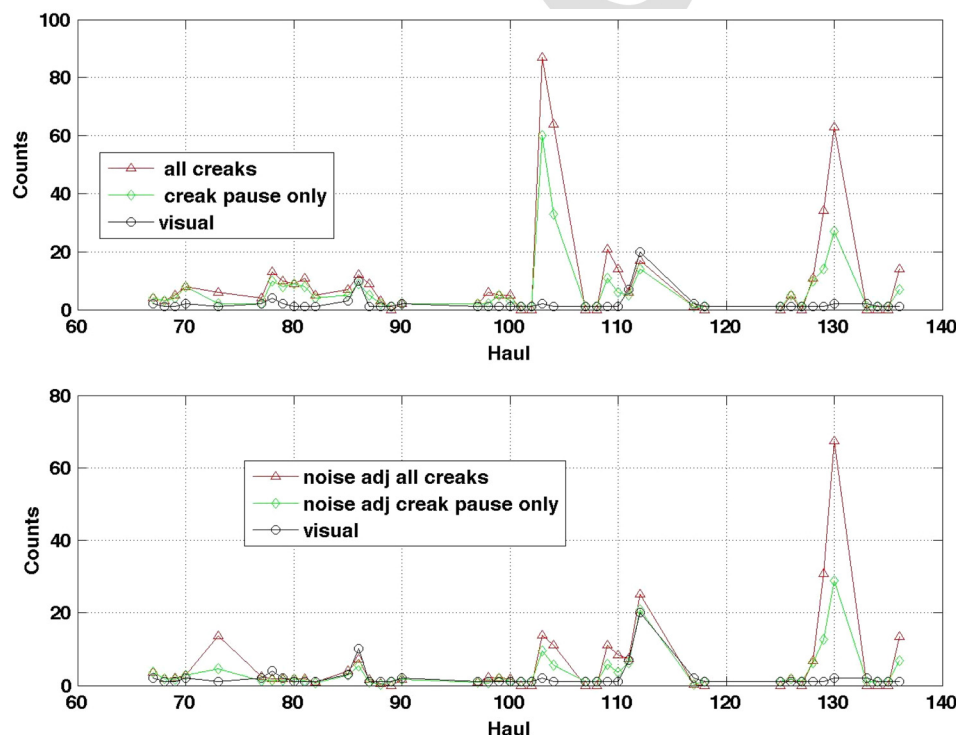 100
80
60
40
20
0
Counts
all creaks
creak pause only
visual
60 70 80 90 100 110 120 130 140
Haul
80
60
40
20
0
Counts
noise adj all creaks
noise adj creak pause only
visual
60 70 80 90 100 110 120 130 140
Haul